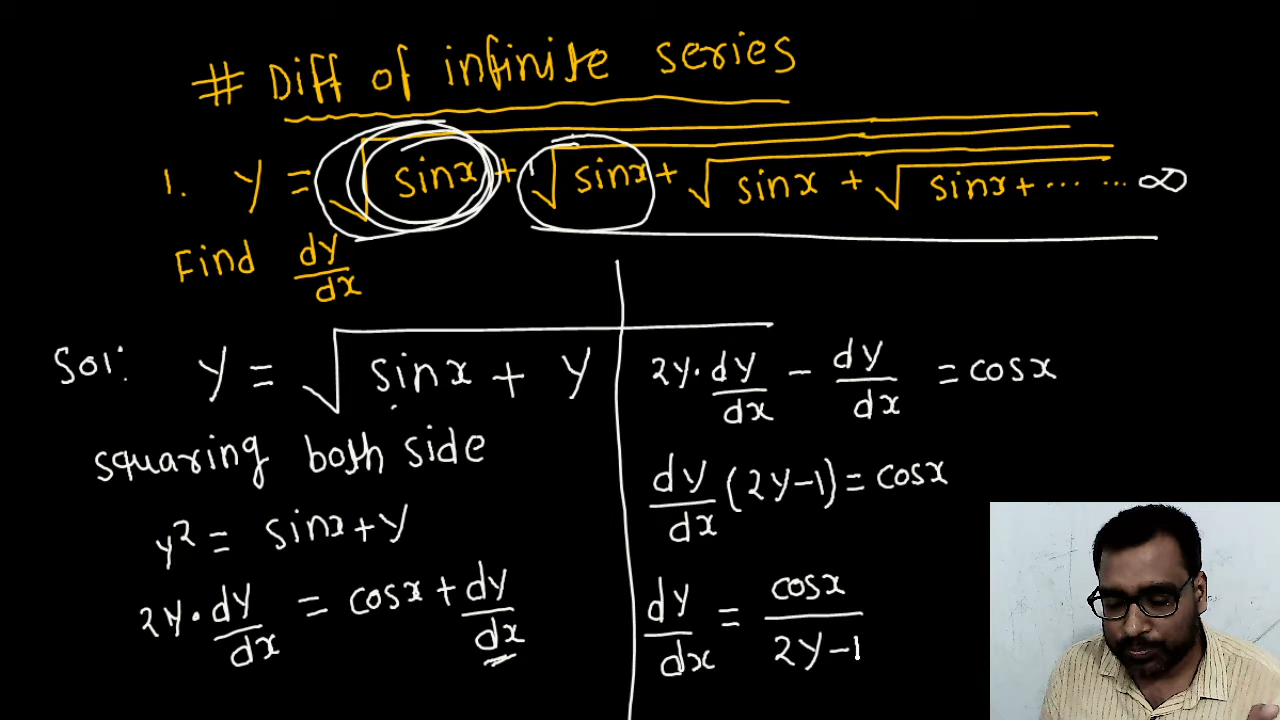 # Diff of infinite series
1. y = √(sinx + √(sinx + √(sinx + √(sinx + ... ... ∞
Find dy/dx
Sol: y = √(sinx + y)
squaring both side
y² = sinx + y
2y · dy/dx = cosx + dy/dx
2y · dy/dx − dy/dx = cosx
dy/dx (2y−1) = cosx
dy/dx = cosx/(2y−1)